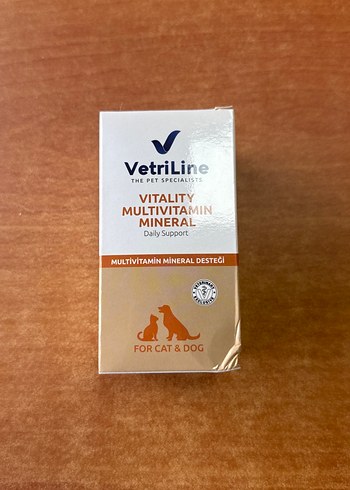 VetriLine
THE PET SPECIALISTS
VITALITY
MULTIVITAMIN
MINERAL
Daily Support
MULTİVİTAMİN MİNERAL DESTEĞİ
FOR CAT & DOG